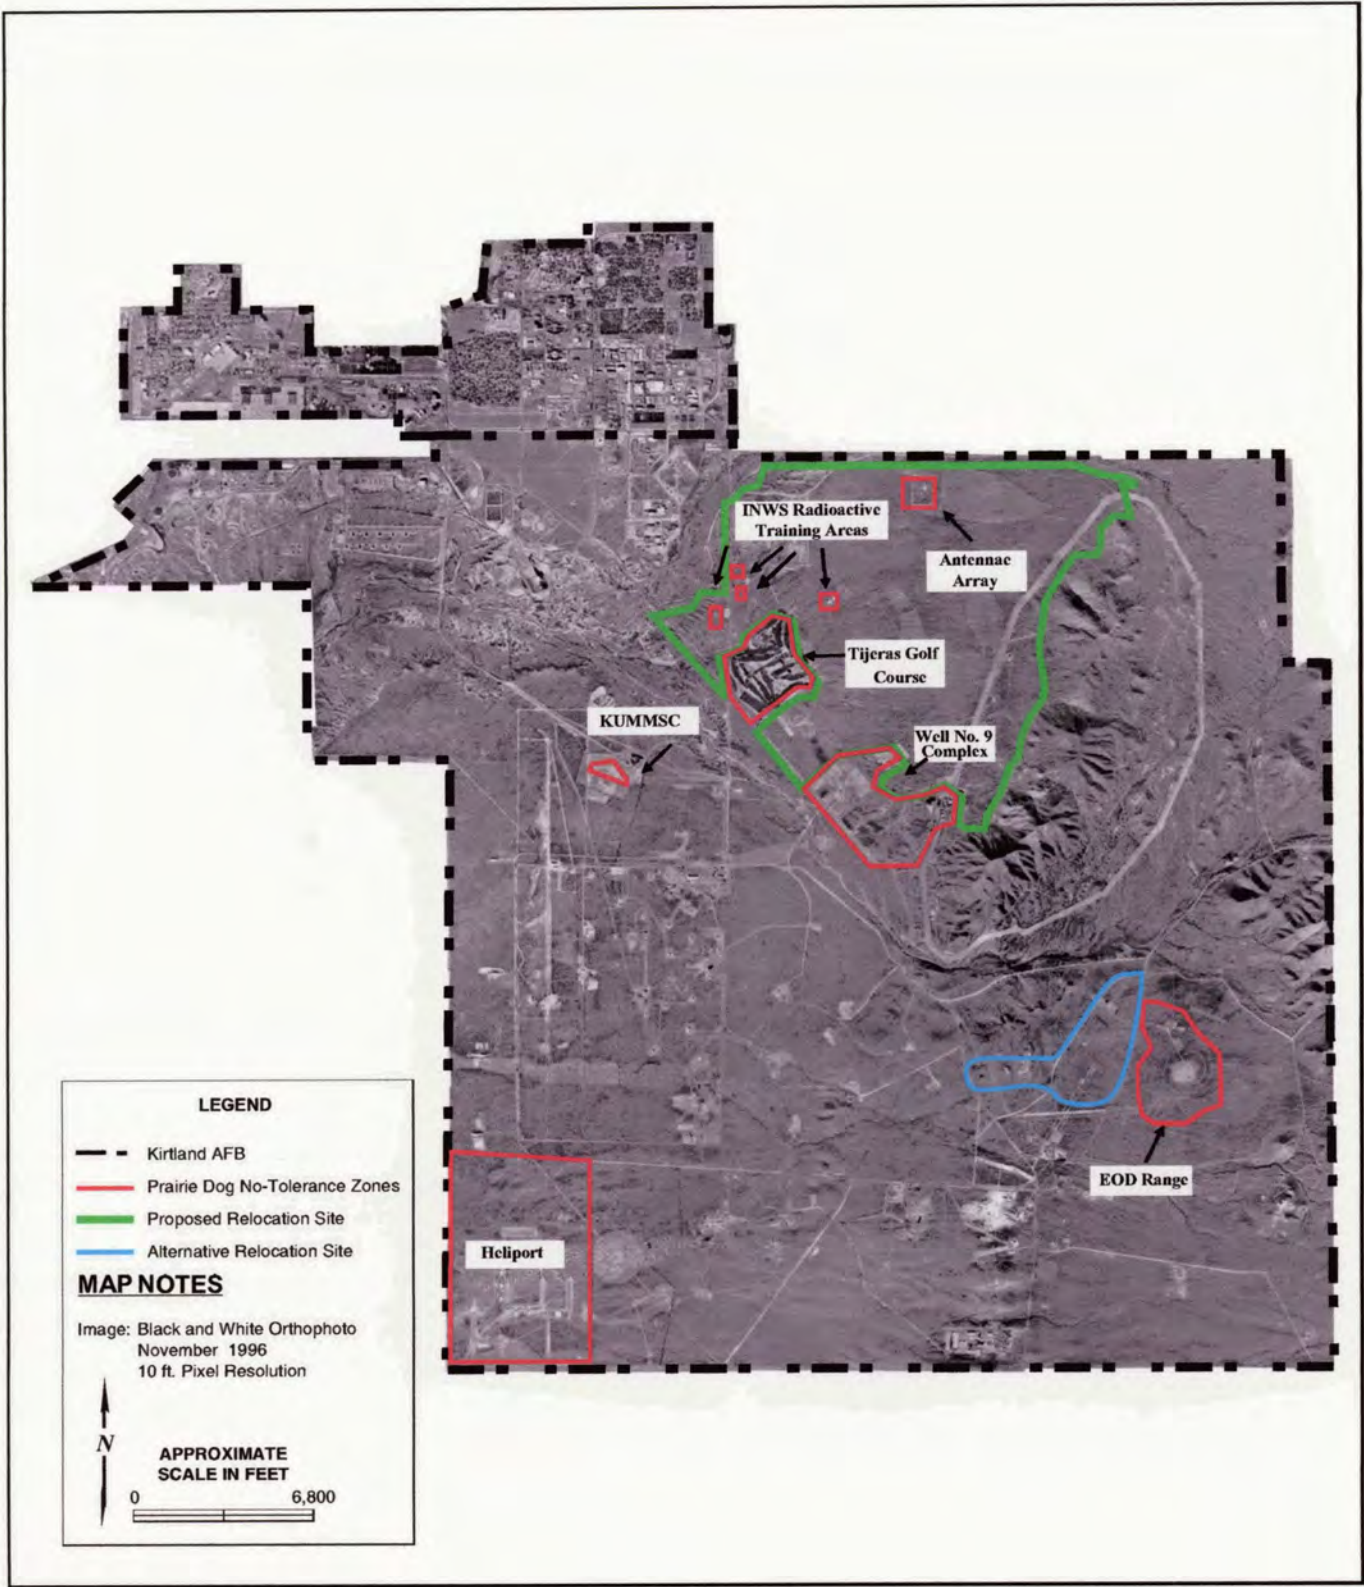 INWS Radioactive
Training Areas
Antennae
Array
Tijeras Golf
Course
KUMMSC
Well No. 9
Complex
EOD Range
Heliport
LEGEND
Kirtland AFB
Prairie Dog No-Tolerance Zones
Proposed Relocation Site
Alternative Relocation Site
MAP NOTES
Image: Black and White Orthophoto
November 1996
10 ft. Pixel Resolution
N
APPROXIMATE
SCALE IN FEET
0 6,800